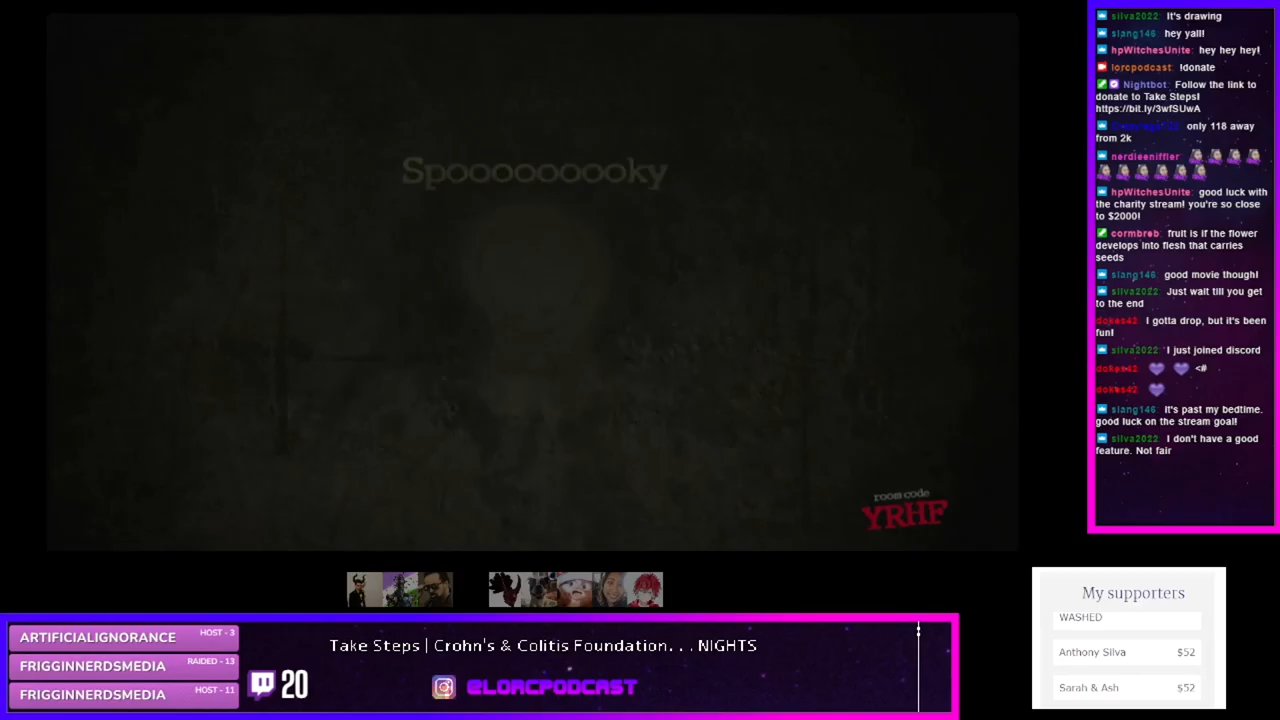 Spooooooooky
room code
YRHF
silva2022: It's drawing
slang146: hey yall!
hpWitchesUnite: hey hey hey!
lorcpodcast: !donate
Nightbot: Follow the link to
donate to Take Steps!
https://bit.ly/3wfSUwA
only 118 away
from 2k
nerdieeniffler
hpWitchesUnite: good luck with
the charity stream! you're so close
to $2000!
cormbreb: fruit is if the flower
develops into flesh that carries
seeds
slang146: good movie though!
silva2022: Just wait till you get
to the end
dokes42: I gotta drop, but it's been
fun!
silva2022: I just joined discord
dokes42: <#
dokes42:
slang146: It's past my bedtime.
good luck on the stream goal!
silva2022: I don't have a good
feature. Not fair
ARTIFICIALIGNORANCE HOST - 3
FRIGGINNERDSMEDIA RAIDED - 13
FRIGGINNERDSMEDIA HOST - 11
20
Take Steps | Crohn's & Colitis Foundation. . . NIGHTS
@LORCPODCAST
My supporters
WASHED
Anthony Silva $52
Sarah & Ash $52